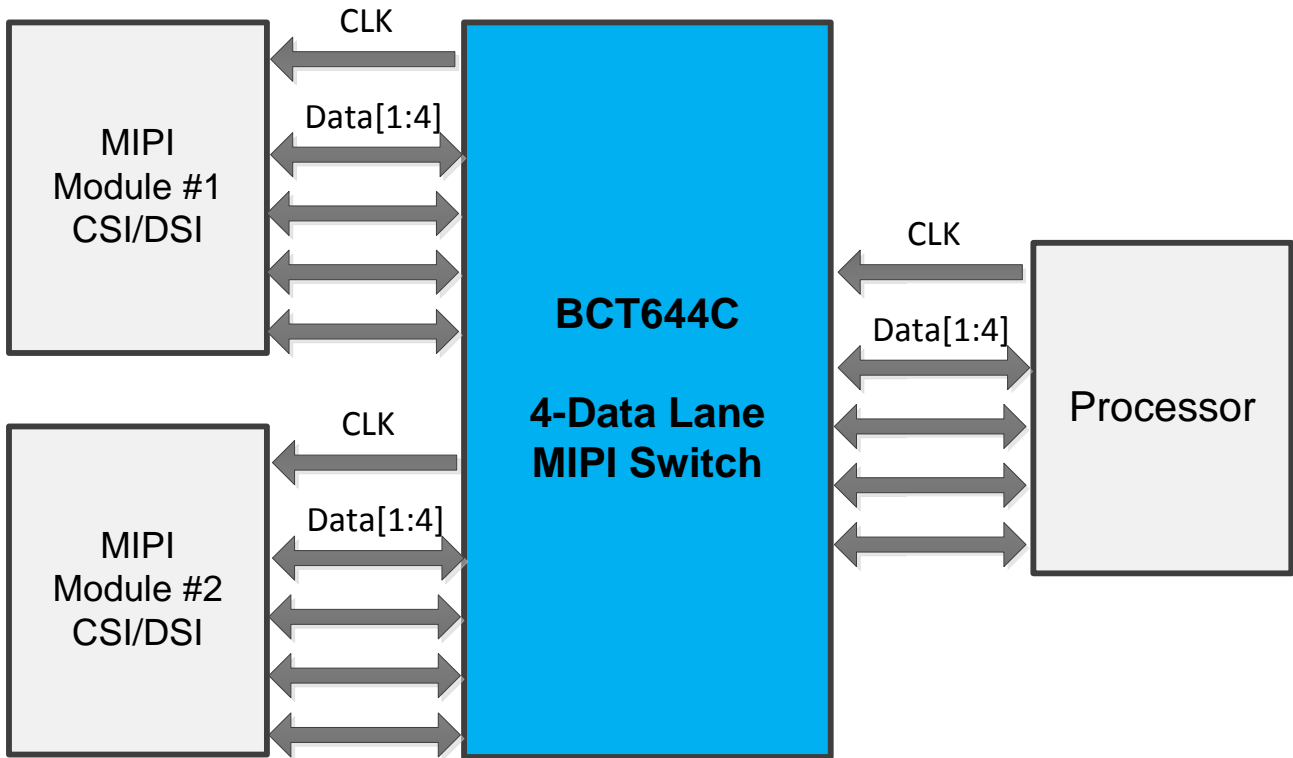 CLK
Data[1:4]
MIPI
Module #1
CSI/DSI
CLK
Data[1:4]
MIPI
Module #2
CSI/DSI
BCT644C
4-Data Lane
MIPI Switch
CLK
Data[1:4]
Processor